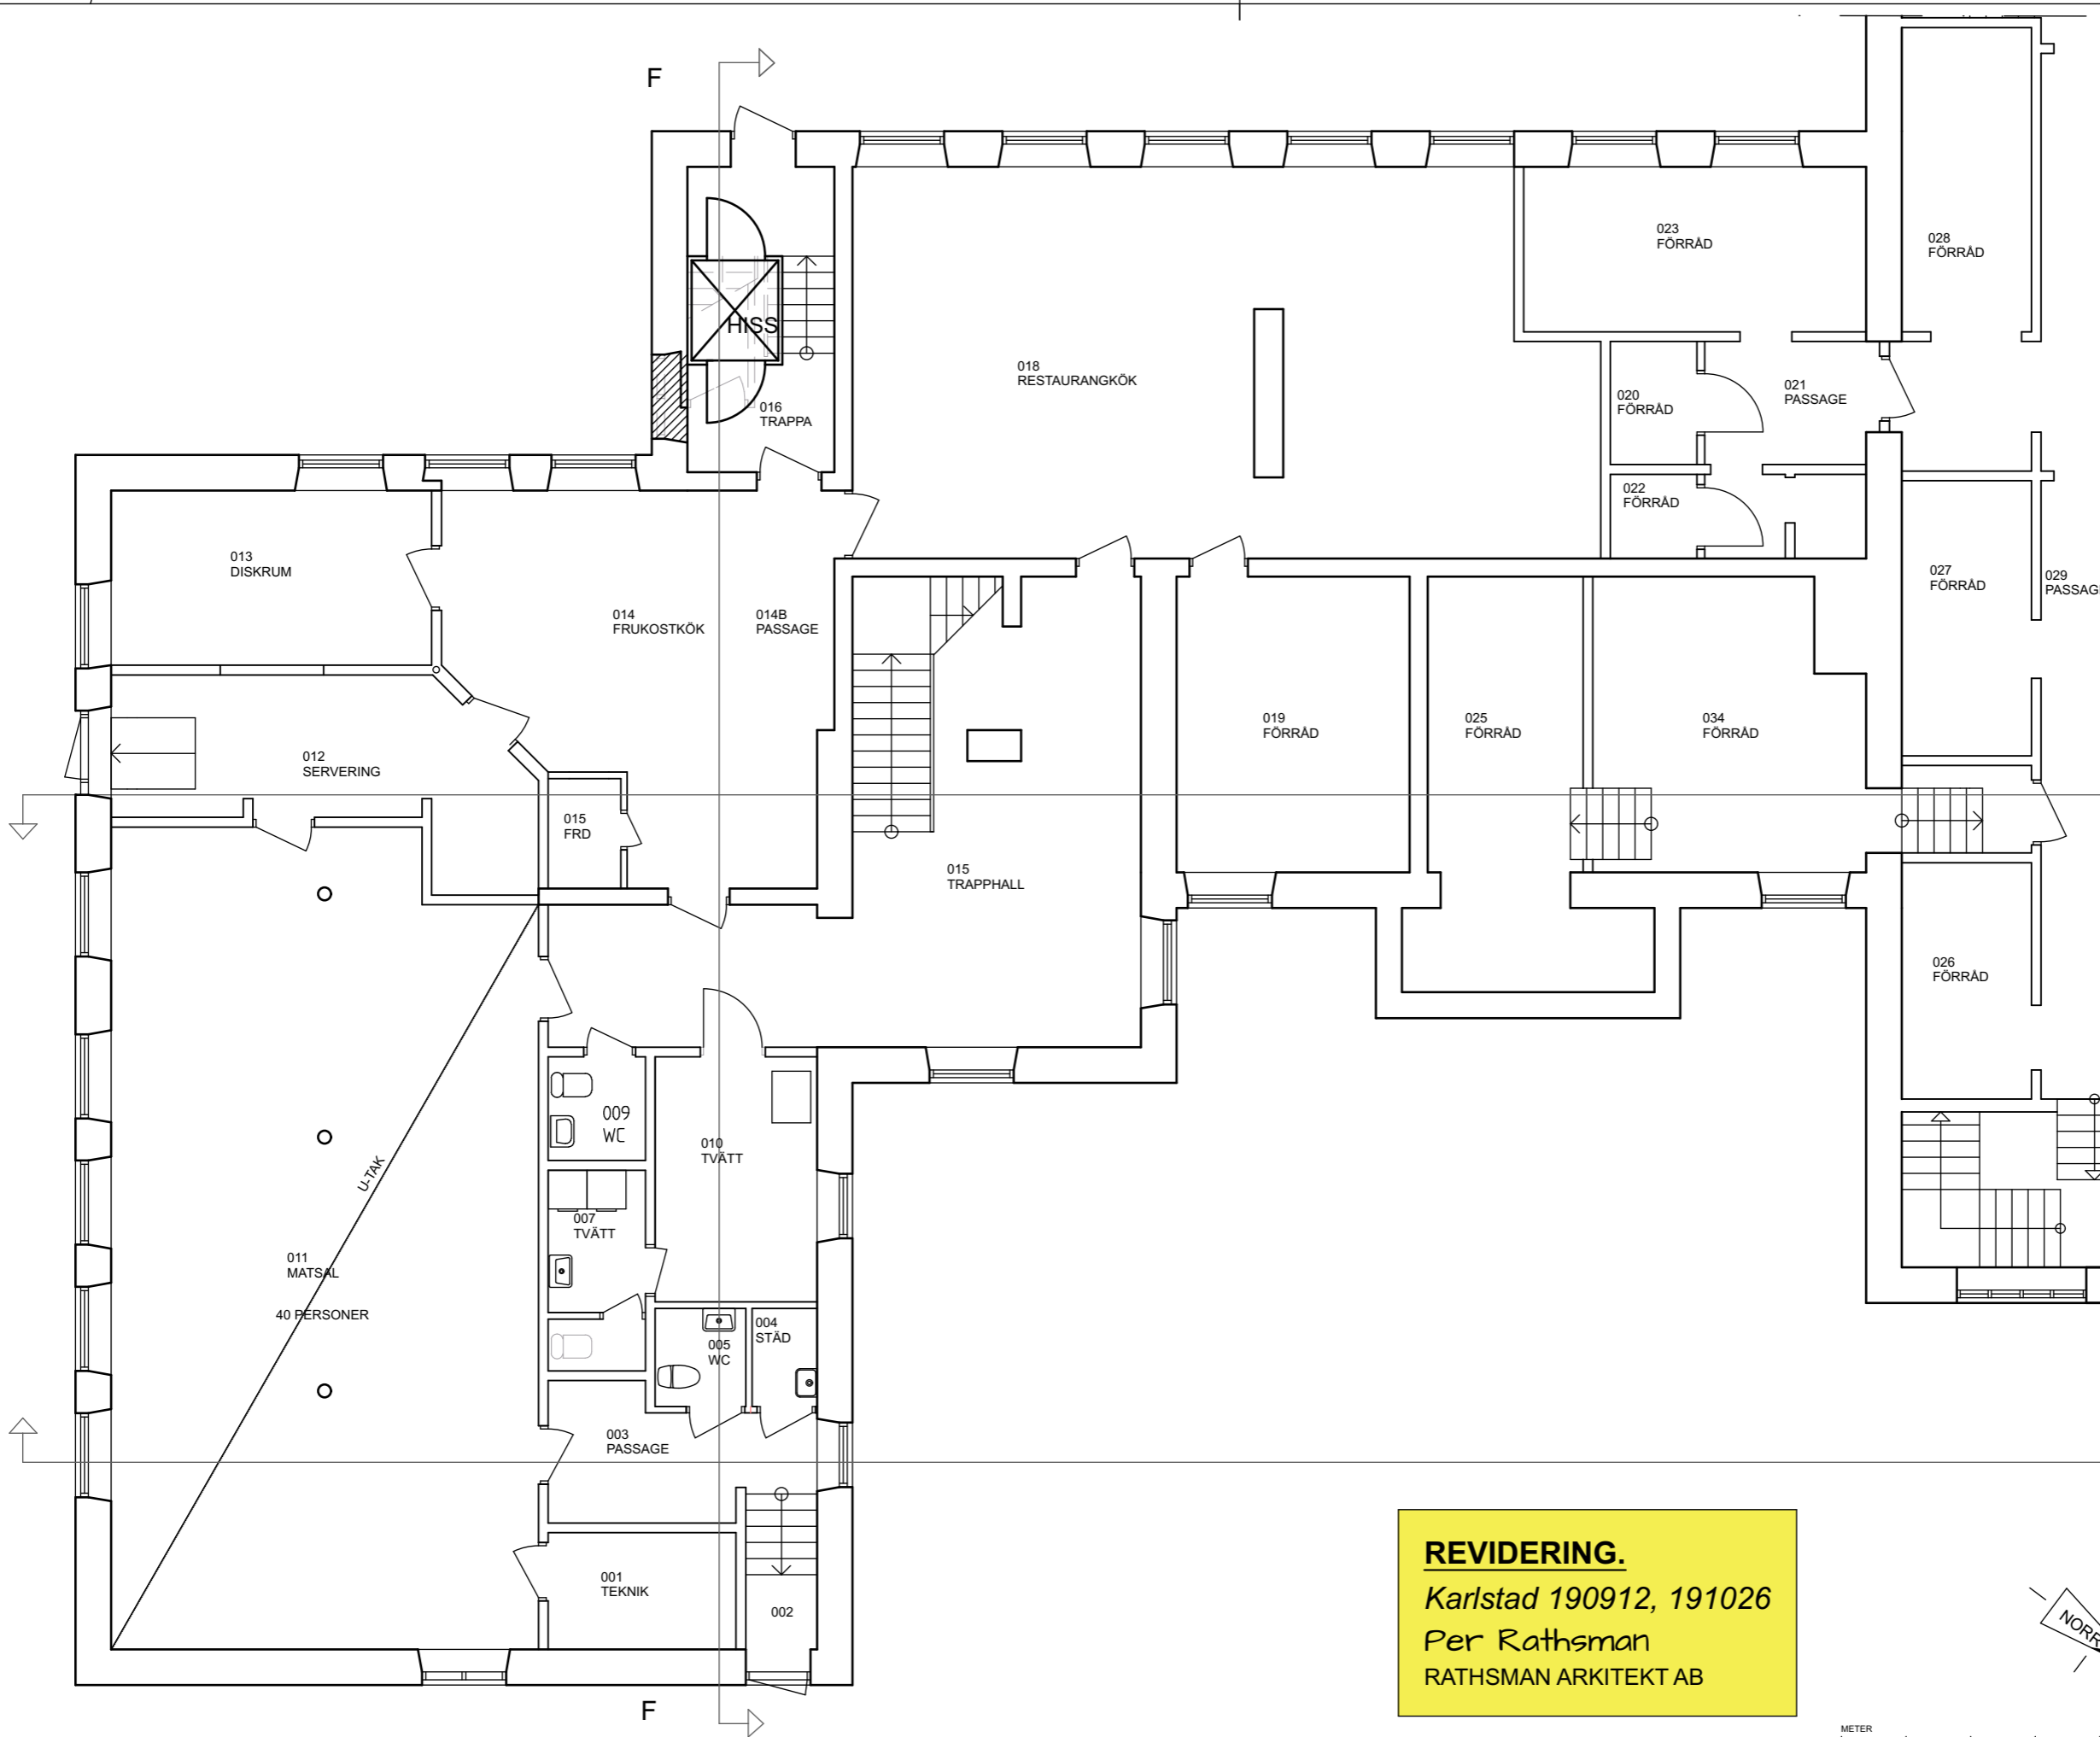 F
HISS
016
TRAPPA
018
RESTAURANGKÖK
023
FÖRRÅD
028
FÖRRÅD
020
FÖRRÅD
021
PASSAGE
022
FÖRRÅD
013
DISKRUM
014
FRUKOSTKÖK
014B
PASSAGE
027
FÖRRÅD
029
PASSAG
012
SERVERING
019
FÖRRÅD
025
FÖRRÅD
034
FÖRRÅD
015
FRD
015
TRAPPHALL
026
FÖRRÅD
009
WC
010
TVÄTT
U-TAK
007
TVÄTT
011
MATSAL
40 PERSONER
005
WC
004
STÄD
003
PASSAGE
001
TEKNIK
002
F
REVIDERING.
Karlstad 190912, 191026
Per Rathsman
RATHSMAN ARKITEKT AB
NORR
METER